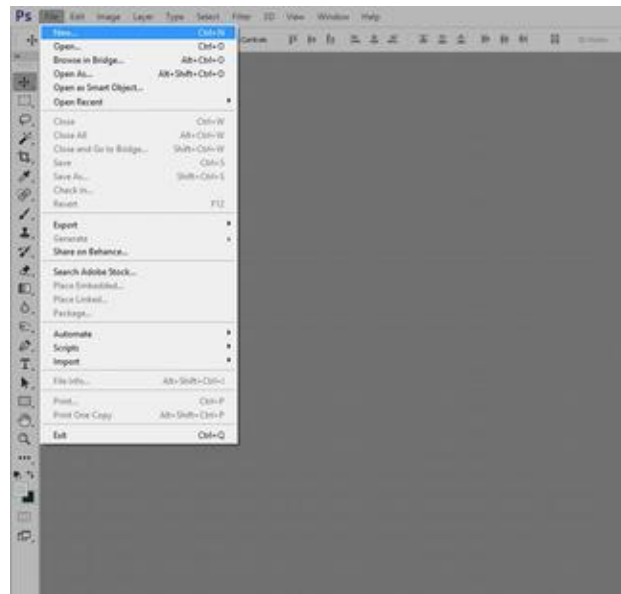 Ps File Edit Image Layer Type Select Filter 3D View Window Help
New... Ctrl+N
Open... Ctrl+O
Browse in Bridge... Alt+Ctrl+O
Open As... Alt+Shift+Ctrl+O
Open as Smart Object...
Open Recent
Close Ctrl+W
Close All Alt+Ctrl+W
Close and Go to Bridge... Shift+Ctrl+W
Save Ctrl+S
Save As... Shift+Ctrl+S
Check In...
Revert F12
Export
Generate
Share on Behance...
Search Adobe Stock...
Place Embedded...
Place Linked...
Package...
Automate
Scripts
Import
File Info... Alt+Shift+Ctrl+I
Print... Ctrl+P
Print One Copy Alt+Shift+Ctrl+P
Exit Ctrl+Q